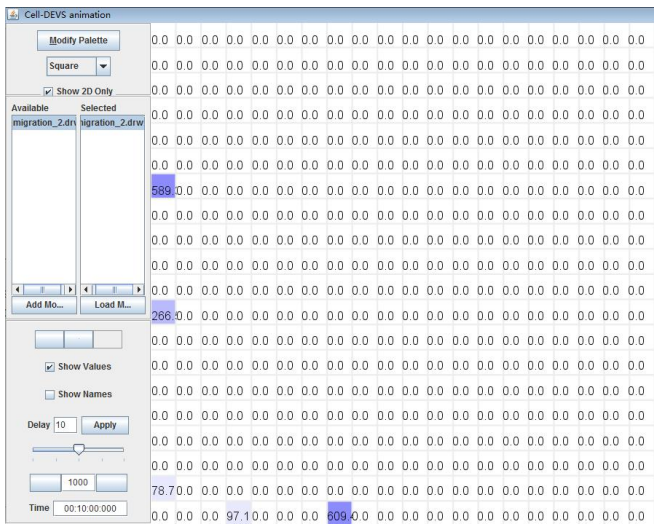 Cell-DEVS animation
Modify Palette
Square
Show 2D Only
Available Selected
migration_2.drv nigration_2.drw
Add Mo... Load M...
Show Values
Show Names
Delay 10 Apply
1000
Time 00:10:00:000
0.0 0.0 0.0 0.0 0.0 0.0 0.0 0.0 0.0 0.0 0.0 0.0 0.0 0.0 0.0 0.0 0.0 0.0 0.0 0.0
0.0 0.0 0.0 0.0 0.0 0.0 0.0 0.0 0.0 0.0 0.0 0.0 0.0 0.0 0.0 0.0 0.0 0.0 0.0 0.0
0.0 0.0 0.0 0.0 0.0 0.0 0.0 0.0 0.0 0.0 0.0 0.0 0.0 0.0 0.0 0.0 0.0 0.0 0.0 0.0
0.0 0.0 0.0 0.0 0.0 0.0 0.0 0.0 0.0 0.0 0.0 0.0 0.0 0.0 0.0 0.0 0.0 0.0 0.0 0.0
0.0 0.0 0.0 0.0 0.0 0.0 0.0 0.0 0.0 0.0 0.0 0.0 0.0 0.0 0.0 0.0 0.0 0.0 0.0 0.0
0.0 0.0 0.0 0.0 0.0 0.0 0.0 0.0 0.0 0.0 0.0 0.0 0.0 0.0 0.0 0.0 0.0 0.0 0.0 0.0
589. 0.0 0.0 0.0 0.0 0.0 0.0 0.0 0.0 0.0 0.0 0.0 0.0 0.0 0.0 0.0 0.0 0.0 0.0 0.0
0.0 0.0 0.0 0.0 0.0 0.0 0.0 0.0 0.0 0.0 0.0 0.0 0.0 0.0 0.0 0.0 0.0 0.0 0.0 0.0
0.0 0.0 0.0 0.0 0.0 0.0 0.0 0.0 0.0 0.0 0.0 0.0 0.0 0.0 0.0 0.0 0.0 0.0 0.0 0.0
0.0 0.0 0.0 0.0 0.0 0.0 0.0 0.0 0.0 0.0 0.0 0.0 0.0 0.0 0.0 0.0 0.0 0.0 0.0 0.0
0.0 0.0 0.0 0.0 0.0 0.0 0.0 0.0 0.0 0.0 0.0 0.0 0.0 0.0 0.0 0.0 0.0 0.0 0.0 0.0
266. 0.0 0.0 0.0 0.0 0.0 0.0 0.0 0.0 0.0 0.0 0.0 0.0 0.0 0.0 0.0 0.0 0.0 0.0 0.0
0.0 0.0 0.0 0.0 0.0 0.0 0.0 0.0 0.0 0.0 0.0 0.0 0.0 0.0 0.0 0.0 0.0 0.0 0.0 0.0
0.0 0.0 0.0 0.0 0.0 0.0 0.0 0.0 0.0 0.0 0.0 0.0 0.0 0.0 0.0 0.0 0.0 0.0 0.0 0.0
0.0 0.0 0.0 0.0 0.0 0.0 0.0 0.0 0.0 0.0 0.0 0.0 0.0 0.0 0.0 0.0 0.0 0.0 0.0 0.0
0.0 0.0 0.0 0.0 0.0 0.0 0.0 0.0 0.0 0.0 0.0 0.0 0.0 0.0 0.0 0.0 0.0 0.0 0.0 0.0
0.0 0.0 0.0 0.0 0.0 0.0 0.0 0.0 0.0 0.0 0.0 0.0 0.0 0.0 0.0 0.0 0.0 0.0 0.0 0.0
0.0 0.0 0.0 0.0 0.0 0.0 0.0 0.0 0.0 0.0 0.0 0.0 0.0 0.0 0.0 0.0 0.0 0.0 0.0 0.0
78.7 0.0 0.0 0.0 0.0 0.0 0.0 0.0 0.0 0.0 0.0 0.0 0.0 0.0 0.0 0.0 0.0 0.0 0.0 0.0
0.0 0.0 0.0 97.1 0.0 0.0 0.0 609. 0.0 0.0 0.0 0.0 0.0 0.0 0.0 0.0 0.0 0.0 0.0 0.0